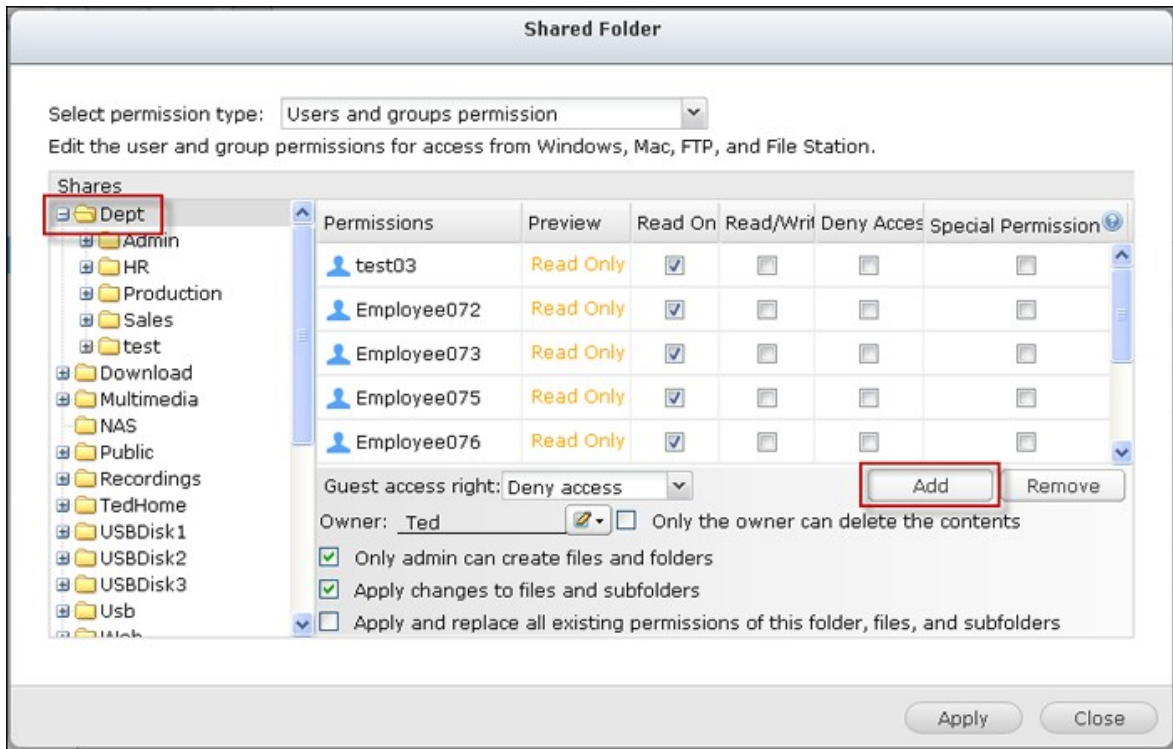 Shared Folder
Select permission type: Users and groups permission
Edit the user and group permissions for access from Windows, Mac, FTP, and File Station.
Shares
Dept
Admin
HR
Production
Sales
test
Download
Multimedia
NAS
Public
Recordings
TedHome
USBDisk1
USBDisk2
USBDisk3
Usb
Permissions Preview Read On Read/Writ Deny Acces Special Permission
test03 Read Only
Employee072 Read Only
Employee073 Read Only
Employee075 Read Only
Employee076 Read Only
Guest access right: Deny access Add Remove
Owner: Ted Only the owner can delete the contents
Only admin can create files and folders
Apply changes to files and subfolders
Apply and replace all existing permissions of this folder, files, and subfolders
Apply Close